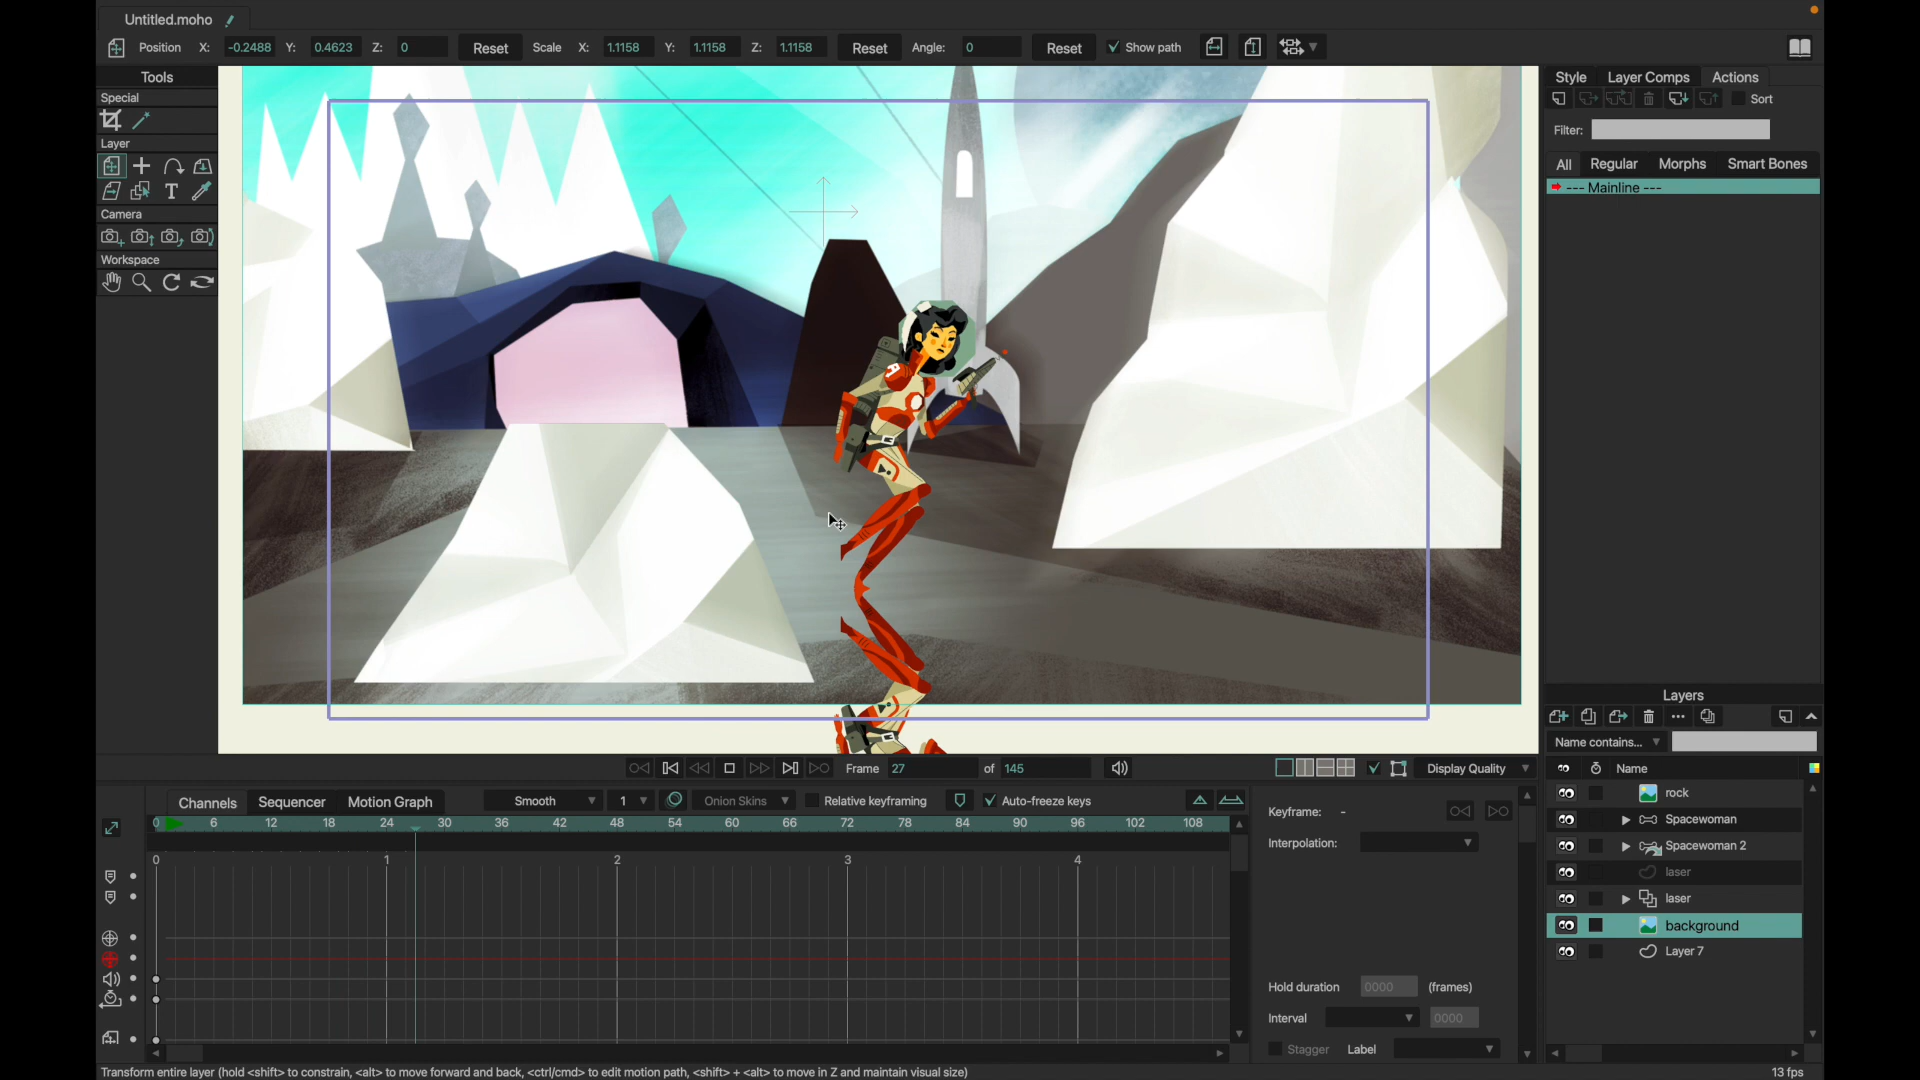 Untitled.moho
Position X: -0.2488 Y: 0.4623 Z: 0 Reset Scale X: 1.1158 Y: 1.1158 Z: 1.1158 Reset Angle: 0 Reset Show path
Tools
Special
Layer
T
Camera
Workspace
A
Style Layer Comps Actions
Sort
Filter:
All Regular Morphs Smart Bones
--- Mainline ---
Layers
Name contains...
Name
rock
Spacewoman
Spacewoman 2
laser
laser
background
Layer 7
Frame 27 of 145 Display Quality
Channels Sequencer Motion Graph Smooth 1 Onion Skins Relative keyframing Auto-freeze keys
0 6 12 18 24 30 36 42 48 54 60 66 72 78 84 90 96 102 108
0 1 2 3 4
Keyframe: -
Interpolation:
Hold duration 0000 (frames)
Interval 0000
Stagger Label
Transform entire layer (hold <shift> to constrain, <alt> to move forward and back, <ctrl/cmd> to edit motion path, <shift> + <alt> to move in Z and maintain visual size) 13 fps